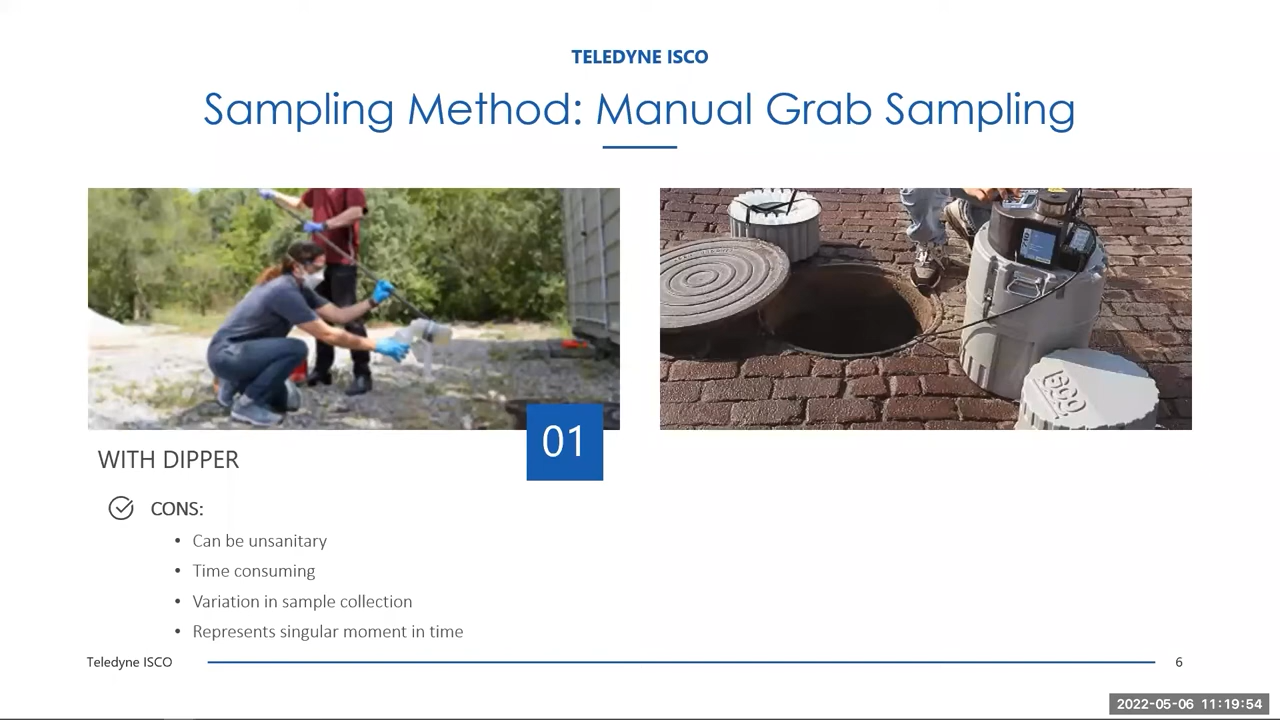 TELEDYNE ISCO
Sampling Method: Manual Grab Sampling
ISCO
01
WITH DIPPER
CONS:
• Can be unsanitary
• Time consuming
• Variation in sample collection
• Represents singular moment in time
Teledyne ISCO
6
2022-05-06 11:19:54